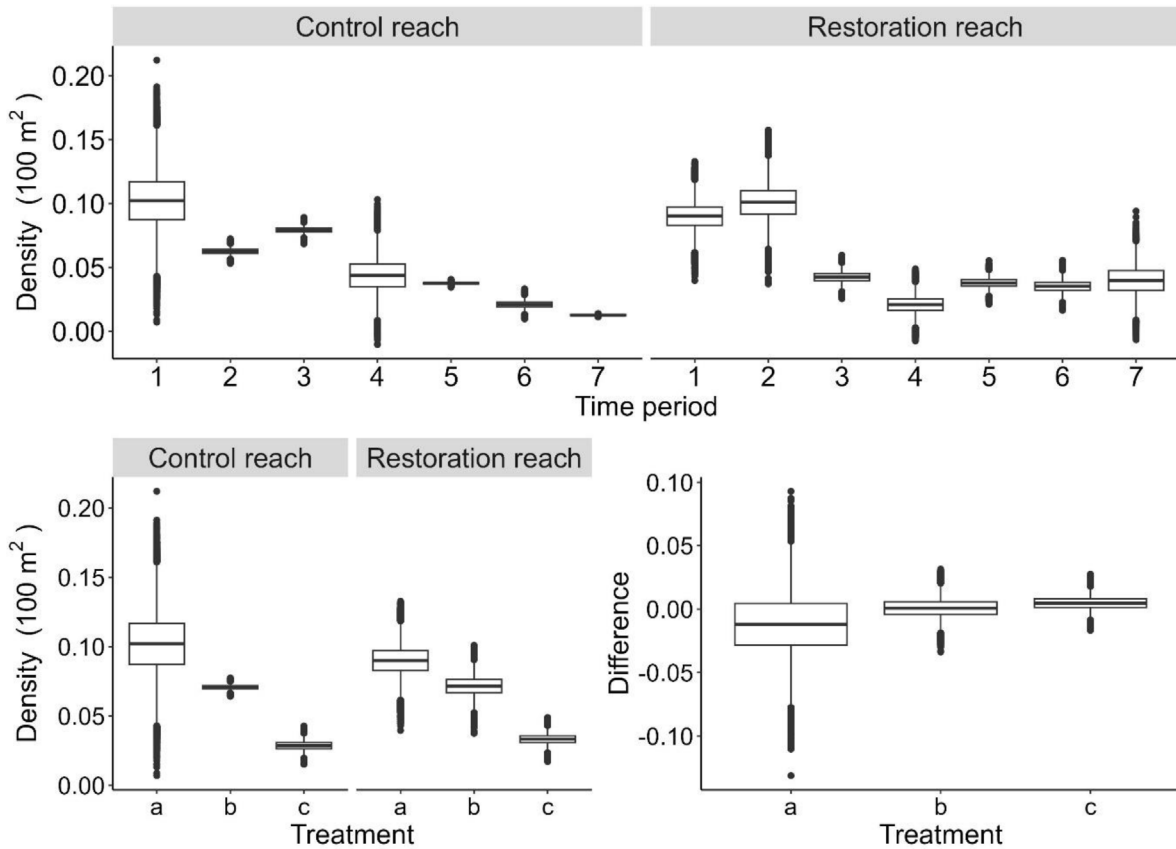 Control reach Restoration reach
Density (100 m²)
0.20
0.15
0.10
0.05
0.00
1 2 3 4 5 6 7 1 2 3 4 5 6 7
Time period
Control reach Restoration reach
Density (100 m²)
0.20
0.15
0.10
0.05
0.00
a b c a b c
Treatment
Difference
0.10
0.05
0.00
-0.05
-0.10
a b c
Treatment